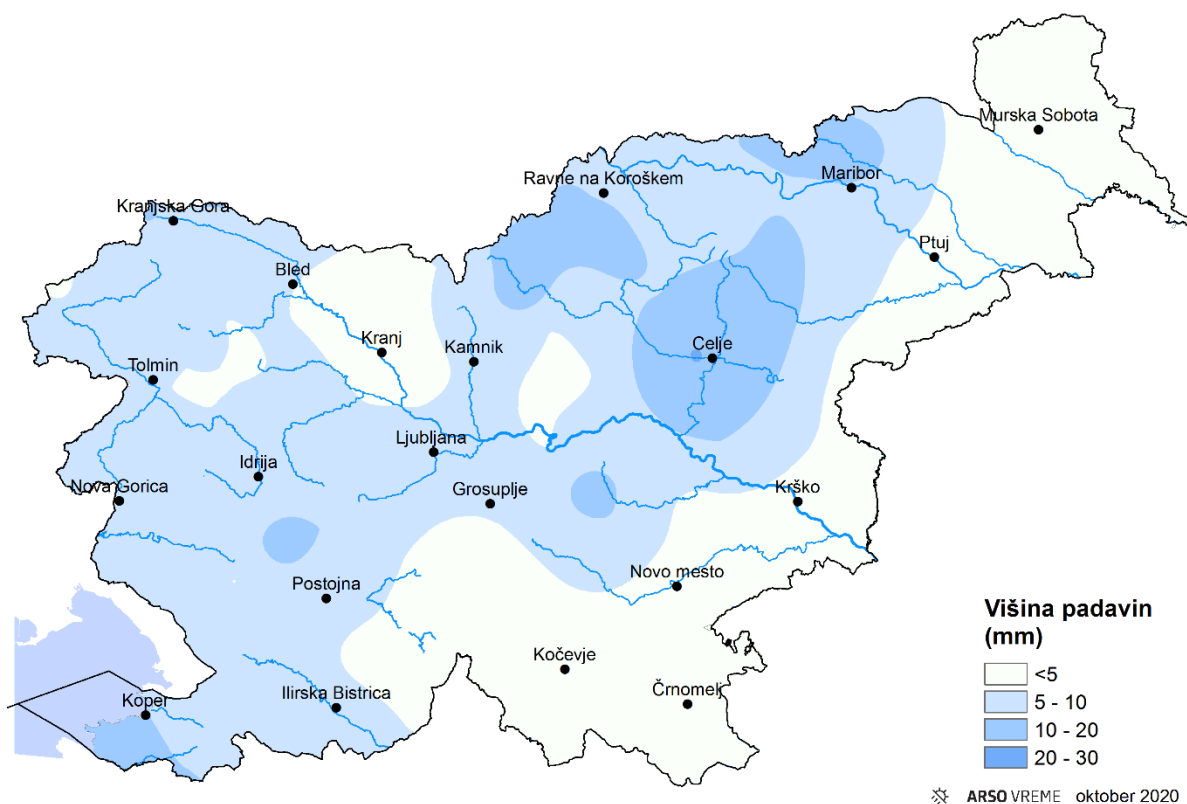 Murska Sobota
Ravne na Koroškem
Maribor
Kranjska Gora
Ptuj
Bled
Kranj
Kamnik
Celje
Tolmin
Ljubljana
Idrija
Nova Gorica
Grosuplje
Krško
Novo mesto
Postojna
Kočevje
Črnomelj
Ilirska Bistrica
Koper
Višina padavin
(mm)
<5
5 - 10
10 - 20
20 - 30
ARSO VREME oktober 2020